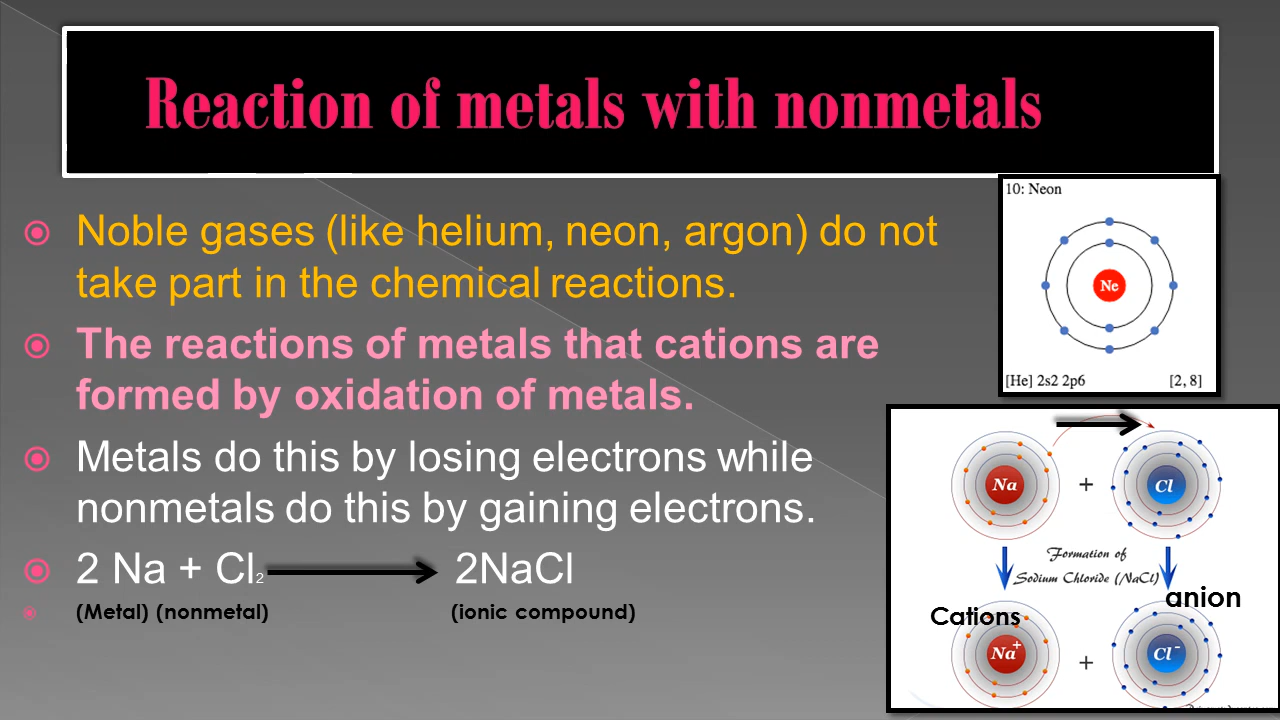 Reaction of metals with nonmetals
10: Neon
Ne
[He] 2s2 2p6 [2, 8]
Noble gases (like helium, neon, argon) do not
take part in the chemical reactions.
The reactions of metals that cations are
formed by oxidation of metals.
Metals do this by losing electrons while
nonmetals do this by gaining electrons.
2 Na + Cl₂ 2NaCl
(Metal) (nonmetal) (ionic compound)
Na + Cl
Formation of
Sodium Chloride (NaCl)
Cations anion
Na⁺ + Cl⁻